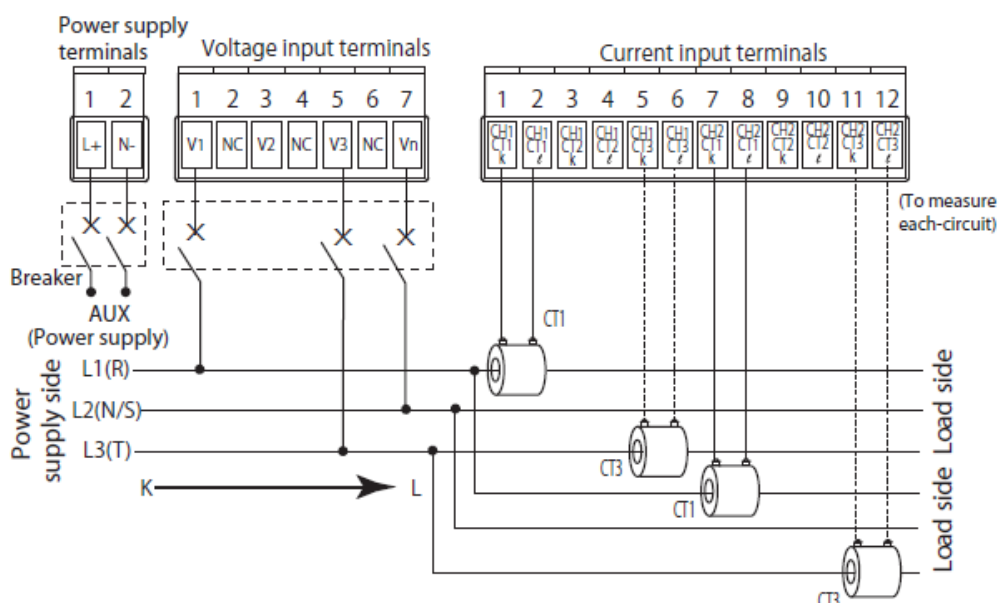 Power supply
terminals
Voltage input terminals
Current input terminals
1 2
1 2 3 4 5 6 7
1 2 3 4 5 6 7 8 9 10 11 12
L+ N-
V1 NC V2 NC V3 NC Vn
CH1 CH1 CH1 CH1 CH1 CH1 CH2 CH2 CH2 CH2 CH2 CH2
CT1 CT1 CT2 CT2 CT3 CT3 CT1 CT1 CT2 CT2 CT3 CT3
k ℓ k ℓ k ℓ k ℓ k ℓ k ℓ
(To measure
each-circuit)
Breaker
AUX
(Power supply)
CT1
Power
supply side
L1(R)
L2(N/S)
L3(T)
Load side
CT3
K L
CT1
Load side
CT3